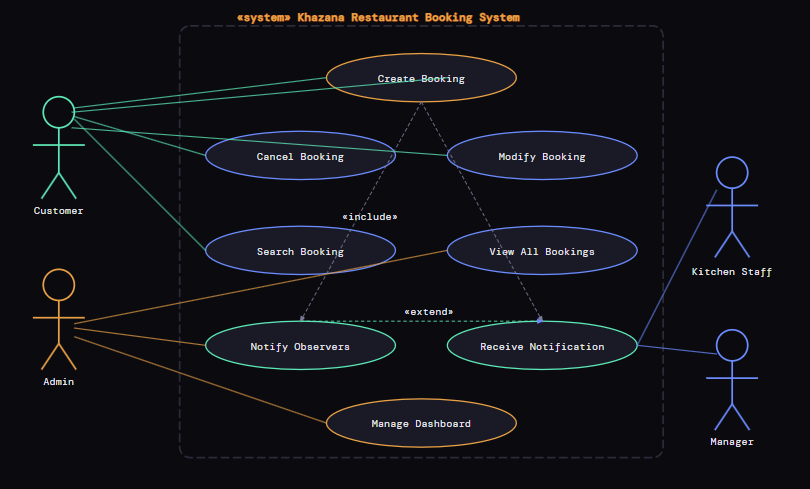 «system» Khazana Restaurant Booking System
Create Booking
Cancel Booking
Modify Booking
Customer
«include»
Search Booking
View All Bookings
Kitchen Staff
«extend»
Notify Observers
Receive Notification
Admin
Manage Dashboard
Manager